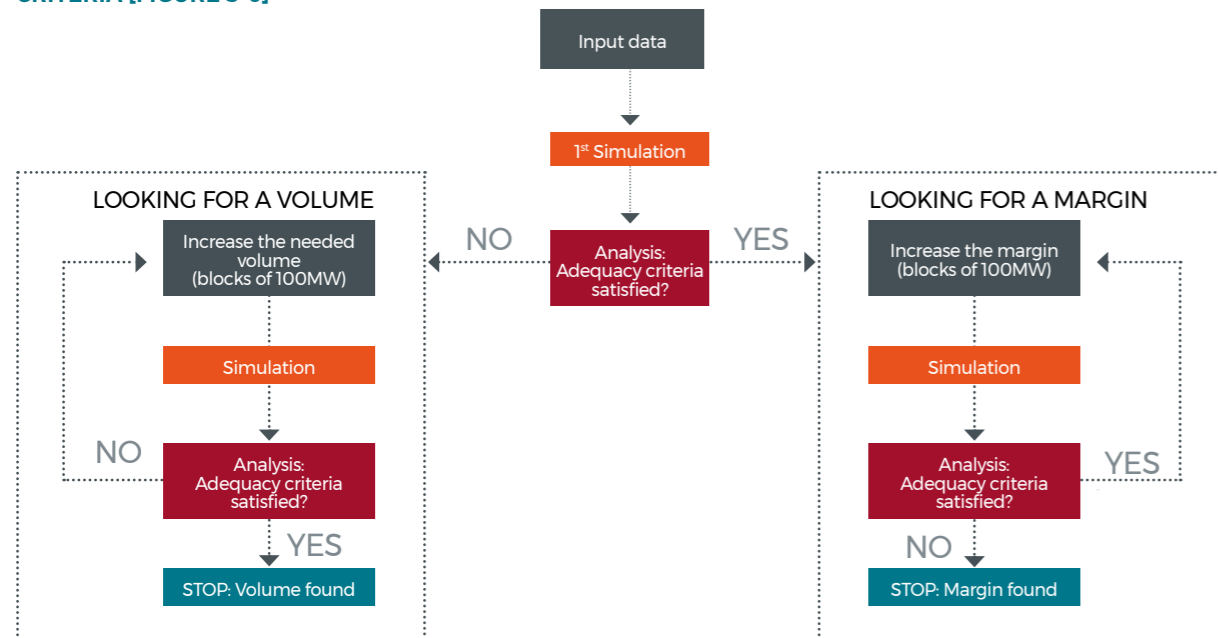 Input data
1st Simulation
LOOKING FOR A VOLUME
LOOKING FOR A MARGIN
Increase the needed
volume
(blocks of 100MW)
NO
Analysis:
Adequacy criteria
satisfied?
YES
Increase the margin
(blocks of 100MW)
Simulation
Simulation
NO
Analysis:
Adequacy criteria
satisfied?
Analysis:
Adequacy criteria
satisfied?
YES
YES
NO
STOP: Volume found
STOP: Margin found